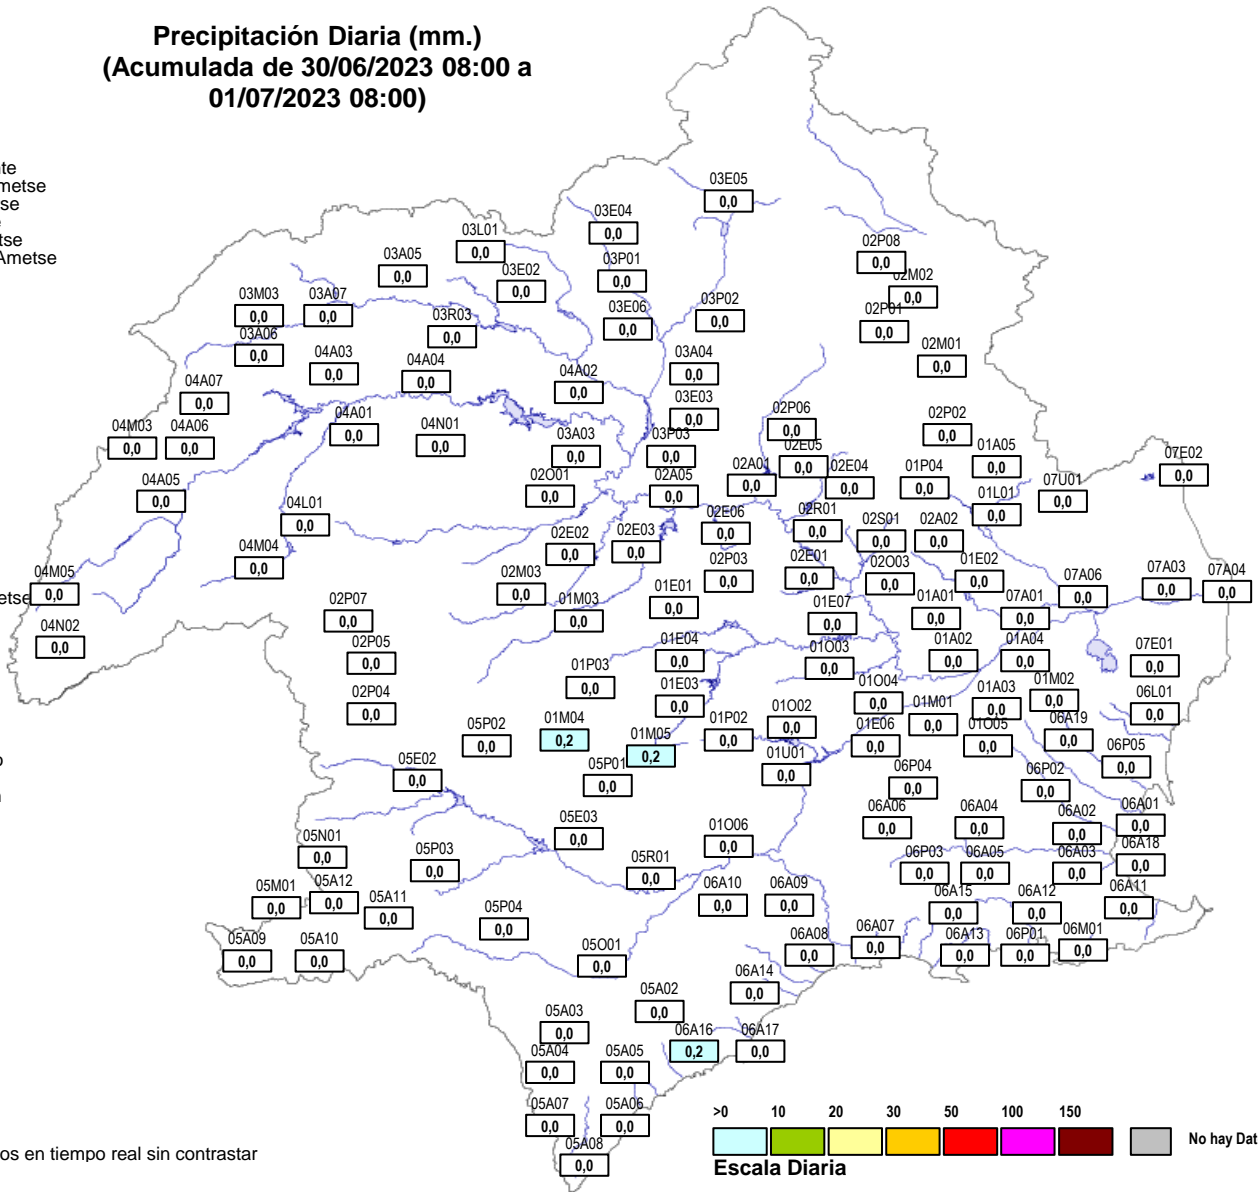 Precipitación Diaria (mm.)
(Acumulada de 30/06/2023 08:00 a
01/07/2023 08:00)
03E05
0,0
03E04
0,0
03L01
0,0
03A05
0,0
03E02
0,0
03P01
0,0
02P08
0,0
02M02
0,0
03M03
0,0
03A07
0,0
03R03
0,0
03E06
0,0
03P02
0,0
02P01
0,0
03A06
0,0
04A03
0,0
04A04
0,0
04A02
0,0
03A04
0,0
02M01
0,0
04A07
0,0
03E03
0,0
04M03
0,0
04A06
0,0
04A01
0,0
04N01
0,0
03A03
0,0
03P03
0,0
02P06
0,0
02E05
0,0
02P02
0,0
01A05
0,0
07E02
0,0
04A05
0,0
02O01
0,0
02A05
0,0
02A01
0,0
02E04
0,0
01P04
0,0
01L01
0,0
07U01
0,0
04L01
0,0
02E06
0,0
02R01
0,0
02S01
0,0
02A02
0,0
04M04
0,0
02E02
0,0
02E03
0,0
04M05
0,0
02M03
0,0
01M03
0,0
01E01
0,0
02P03
0,0
02E01
0,0
02O03
0,0
01E02
0,0
07A06
0,0
07A03
0,0
07A04
0,0
04N02
0,0
02P07
0,0
01E07
0,0
01A01
0,0
07A01
0,0
02P05
0,0
01E04
0,0
01O03
0,0
01A02
0,0
01A04
0,0
07E01
0,0
02P04
0,0
01P03
0,0
01E03
0,0
01O04
0,0
01A03
0,0
01M02
0,0
06L01
0,0
05P02
0,0
01M04
0,2
01M05
0,2
01P02
0,0
01O02
0,0
01M01
0,0
01E06
0,0
01O05
0,0
06A19
0,0
05E02
0,0
05P01
0,0
01U01
0,0
06P04
0,0
06P02
0,0
06P05
0,0
05E03
0,0
01O06
0,0
06A06
0,0
06A04
0,0
06A02
0,0
06A01
0,0
05N01
0,0
05P03
0,0
05R01
0,0
06P03
0,0
06A05
0,0
06A03
0,0
06A18
0,0
05M01
0,0
05A12
0,0
05A11
0,0
06A10
0,0
06A09
0,0
06A15
0,0
06A12
0,0
06A11
0,0
05P04
0,0
05A09
0,0
05A10
0,0
05O01
0,0
06A08
0,0
06A07
0,0
06A13
0,0
06P01
0,0
06M01
0,0
06A14
0,0
05A02
0,0
05A03
0,0
06A16
0,2
06A17
0,0
05A04
0,0
05A05
0,0
05A07
0,0
05A06
0,0
05A08
0,0
>0 10 20 30 50 100 150
No hay Dat
Escala Diaria
os en tiempo real sin contrastar